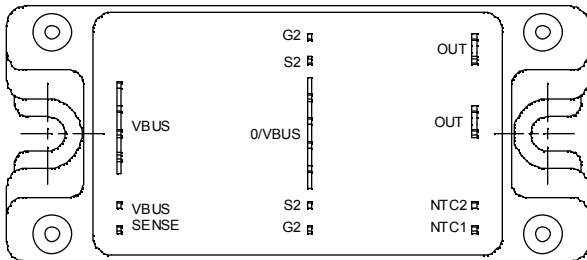 G2
S2
OUT
VBUS
0/VBUS
OUT
VBUS
SENSE
S2
G2
NTC2
NTC1